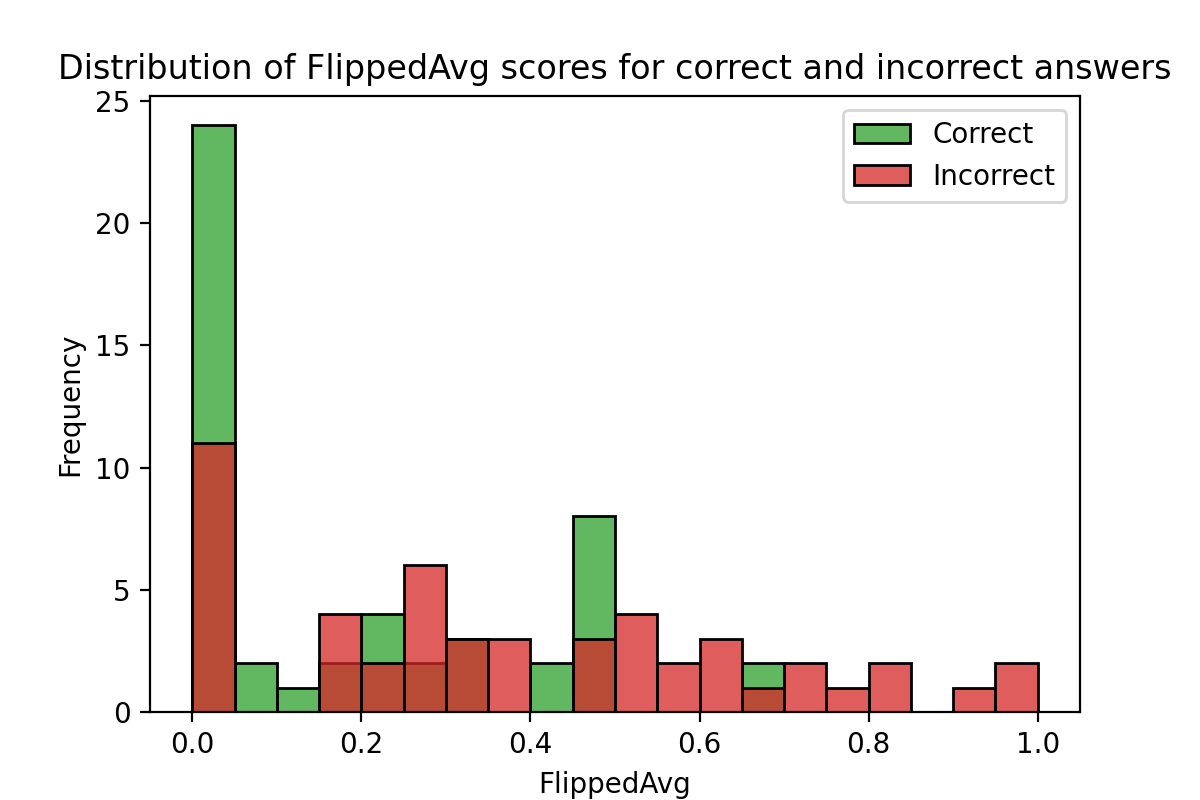 Distribution of FlippedAvg scores for correct and incorrect answers
25
20
15
10
5
0
Frequency
Correct
Incorrect
0.0 0.2 0.4 0.6 0.8 1.0
FlippedAvg